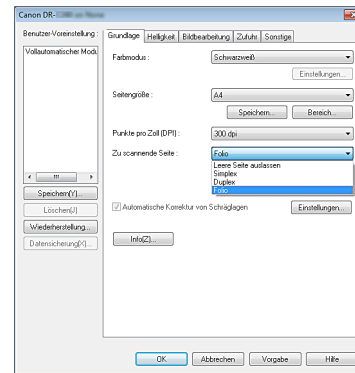 Canon DR-
Benutzer-Voreinstellung :
Vollautomatischer Modu
Speichern(Y)...
Löschen(J)
Wiederherstellung...
Datensicherung(X)...
Grundlage Helligkeit Bildbearbeitung Zufuhr Sonstige
Farbmodus : Schwarzweiß
Einstellungen...
Seitengröße : A4
Speichern... Bereich...
Punkte pro Zoll (DPI) : 300 dpi
Zu scannende Seite : Folio
Leere Seite auslassen
Simplex
Duplex
Folio
Automatische Korrektur von Schräglagen Einstellungen...
Info(Z)...
OK Abbrechen Vorgabe Hilfe